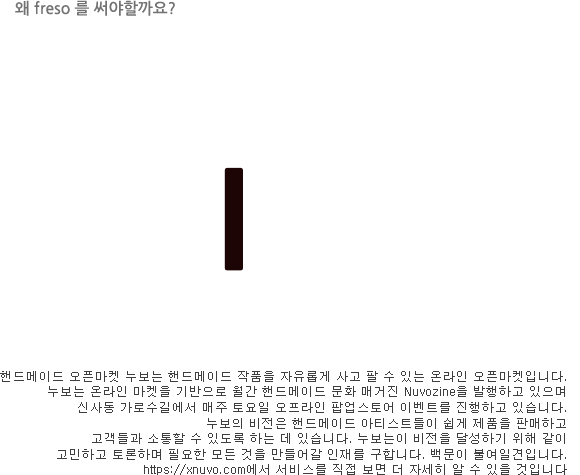 왜 freso 를 써야할까요?
핸드메이드 오픈마켓 누보는 핸드메이드 작품을 자유롭게 사고 팔 수 있는 온라인 오픈마켓입니다.
누보는 온라인 마켓을 기반으로 월간 핸드메이드 문화 매거진 Nuvozine을 발행하고 있으며
신사동 가로수길에서 매주 토요일 오프라인 팝업스토어 이벤트를 진행하고 있습니다.
누보의 비전은 핸드메이드 아티스트들이 쉽게 제품을 판매하고
고객들과 소통할 수 있도록 하는 데 있습니다. 누보는이 비전을 달성하기 위해 같이
고민하고 토론하며 필요한 모든 것을 만들어갈 인재를 구합니다. 백문이 불여일견입니다.
https://xnuvo.com에서 서비스를 직접 보면 더 자세히 알 수 있을 것입니다